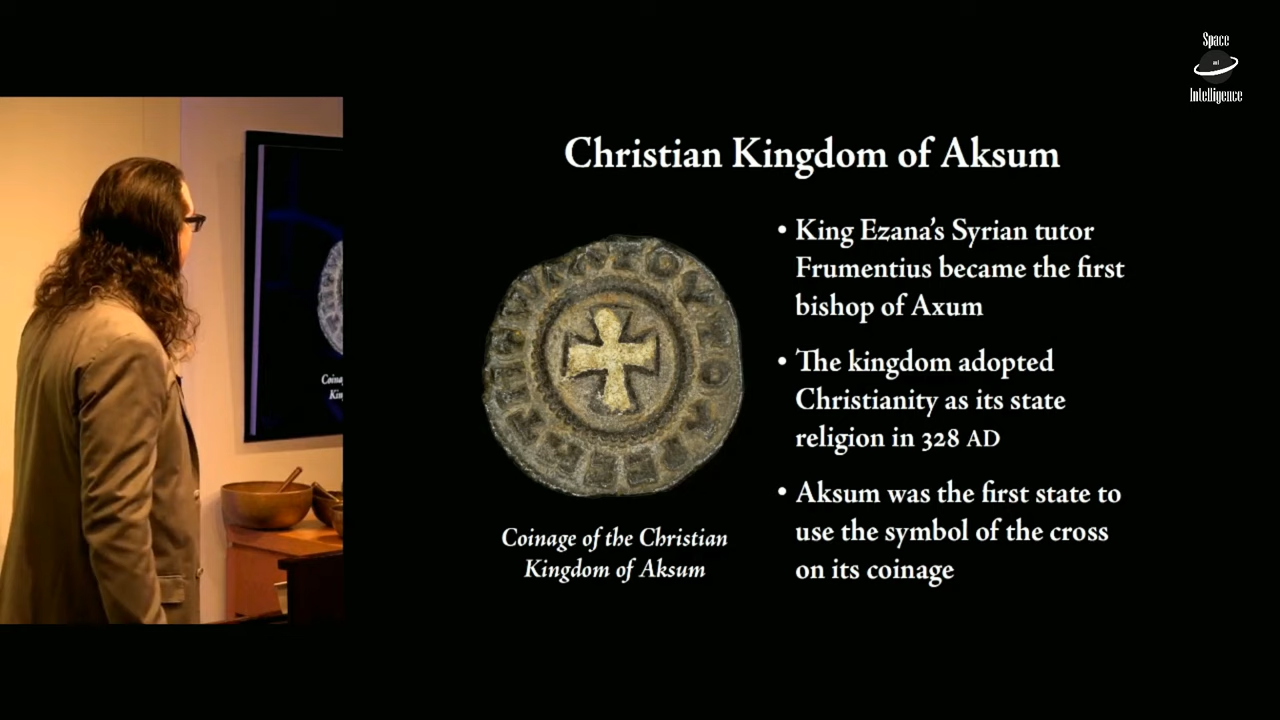 Space
and
Intelligence
Christian Kingdom of Aksum
• King Ezana's Syrian tutor
Frumentius became the first
bishop of Axum
• The kingdom adopted
Christianity as its state
religion in 328 AD
• Aksum was the first state to
use the symbol of the cross
on its coinage
Coinage of the Christian
Kingdom of Aksum